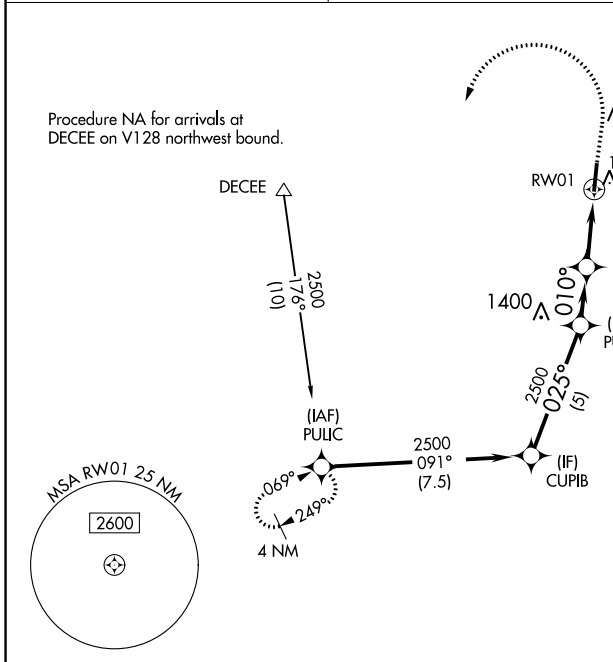 Procedure NA for arrivals at
DECEE on V128 northwest bound.
DECEE
RW01
2500
176°
(10)
1400
010°
2500
025°
(5)
(IAF)
PULIC
2500
091°
(7.5)
(IF)
CUPIB
069°
249°
4 NM
MSA RW01 25 NM
2600